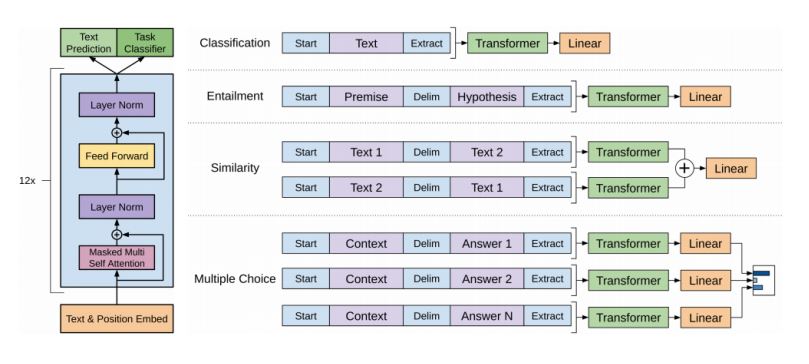 Text
Prediction
Task
Classifier
12x
Layer Norm
Feed Forward
Layer Norm
Masked Multi
Self Attention
Text & Position Embed
Classification Start Text Extract Transformer Linear
Entailment Start Premise Delim Hypothesis Extract Transformer Linear
Similarity
Start Text 1 Delim Text 2 Extract Transformer
Start Text 2 Delim Text 1 Extract Transformer
Linear
Multiple Choice
Start Context Delim Answer 1 Extract Transformer Linear
Start Context Delim Answer 2 Extract Transformer Linear
Start Context Delim Answer N Extract Transformer Linear